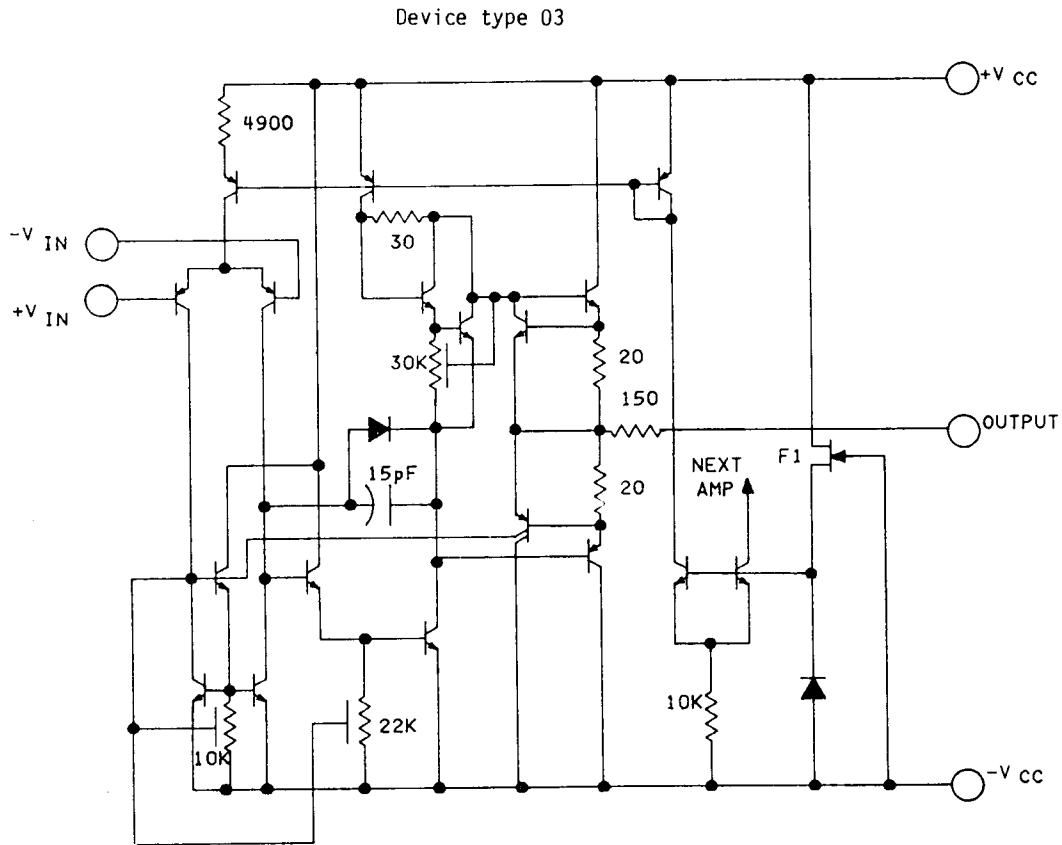 Device type 03
+V CC
4900
-V IN
30
+V IN
30K
20
150
OUTPUT
F1
NEXT
AMP
15pF
20
22K
10K
10K
-V CC